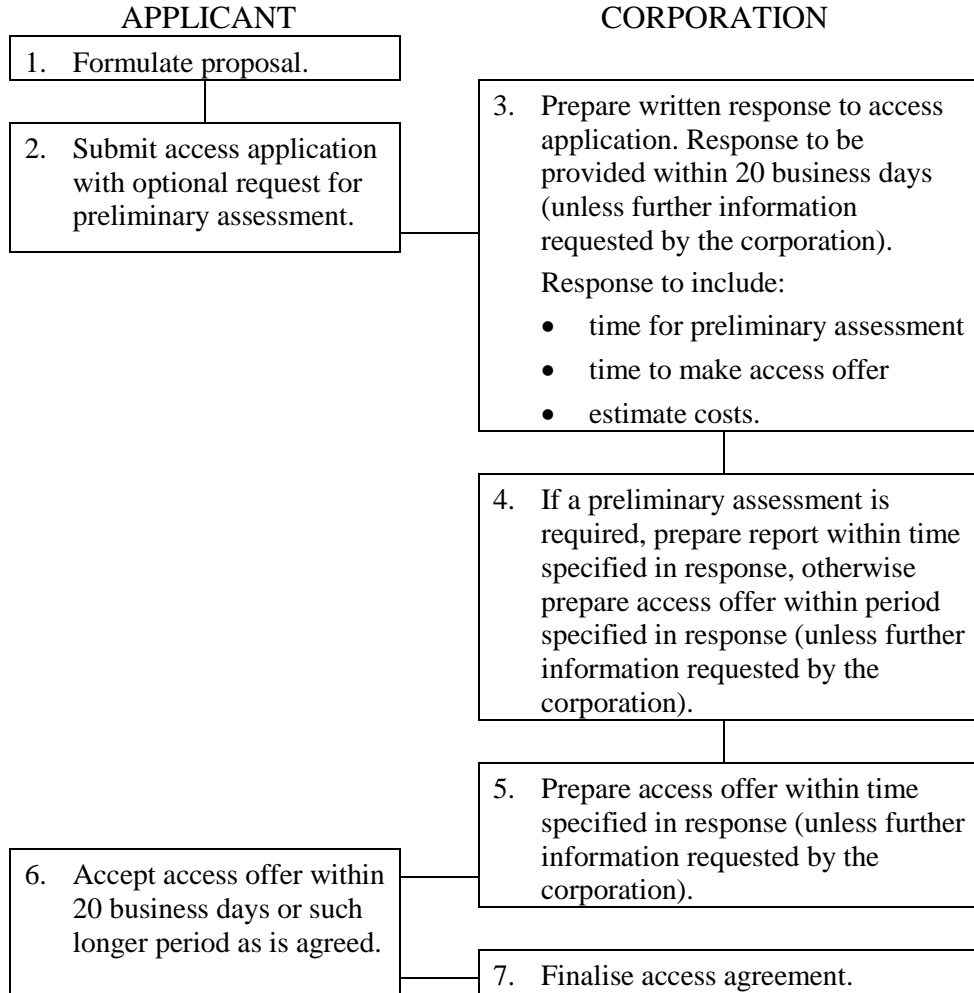 APPLICANT CORPORATION
1. Formulate proposal.
2. Submit access application
with optional request for
preliminary assessment.
3. Prepare written response to access
application. Response to be
provided within 20 business days
(unless further information
requested by the corporation).
Response to include:
• time for preliminary assessment
• time to make access offer
• estimate costs.
4. If a preliminary assessment is
required, prepare report within time
specified in response, otherwise
prepare access offer within period
specified in response (unless further
information requested by the
corporation).
5. Prepare access offer within time
specified in response (unless further
information requested by the
corporation).
6. Accept access offer within
20 business days or such
longer period as is agreed.
7. Finalise access agreement.